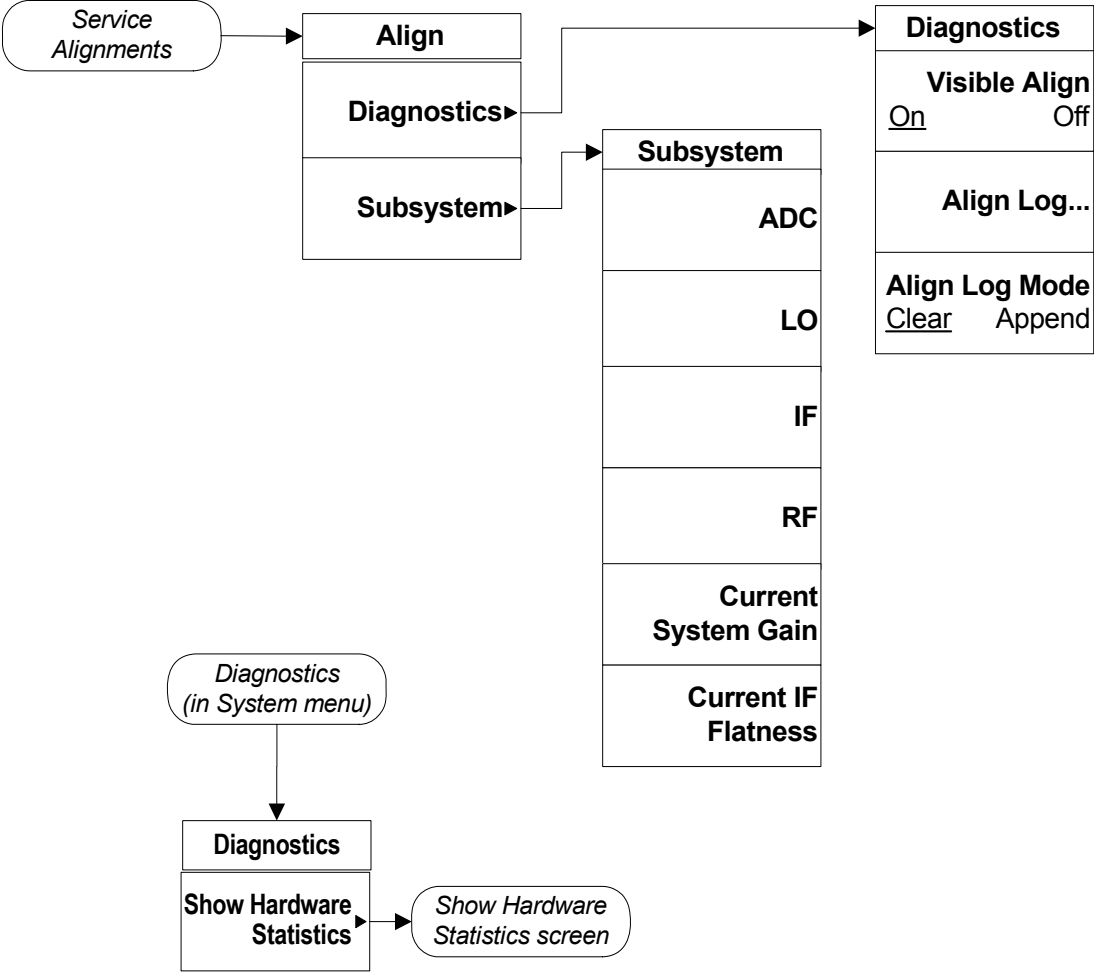 Service
Alignments
Align
Diagnostics
Subsystem
Diagnostics
Visible Align
On Off
Align Log...
Align Log Mode
Clear Append
Subsystem
ADC
LO
IF
RF
Current
System Gain
Current IF
Flatness
Diagnostics
(in System menu)
Diagnostics
Show Hardware
Statistics
Show Hardware
Statistics screen